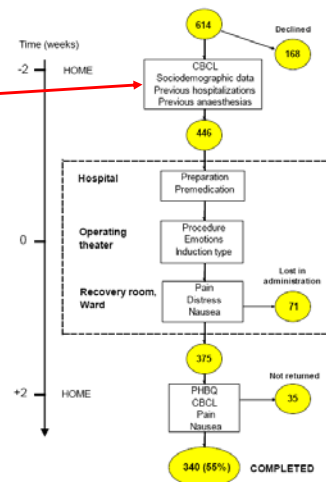 614
Declined
168
Time (weeks)
-2
HOME
CBCL
Sociodemographic data
Previous hospitalizations
Previous anaesthesias
446
Hospital
Preparation
Premedication
0
Operating
theater
Procedure
Emotions
Induction type
Recovery room,
Ward
Pain
Distress
Nausea
Lost in
administration
71
375
+2
HOME
PHBQ
CBCL
Pain
Nausea
Not returned
35
340 (55%)
COMPLETED